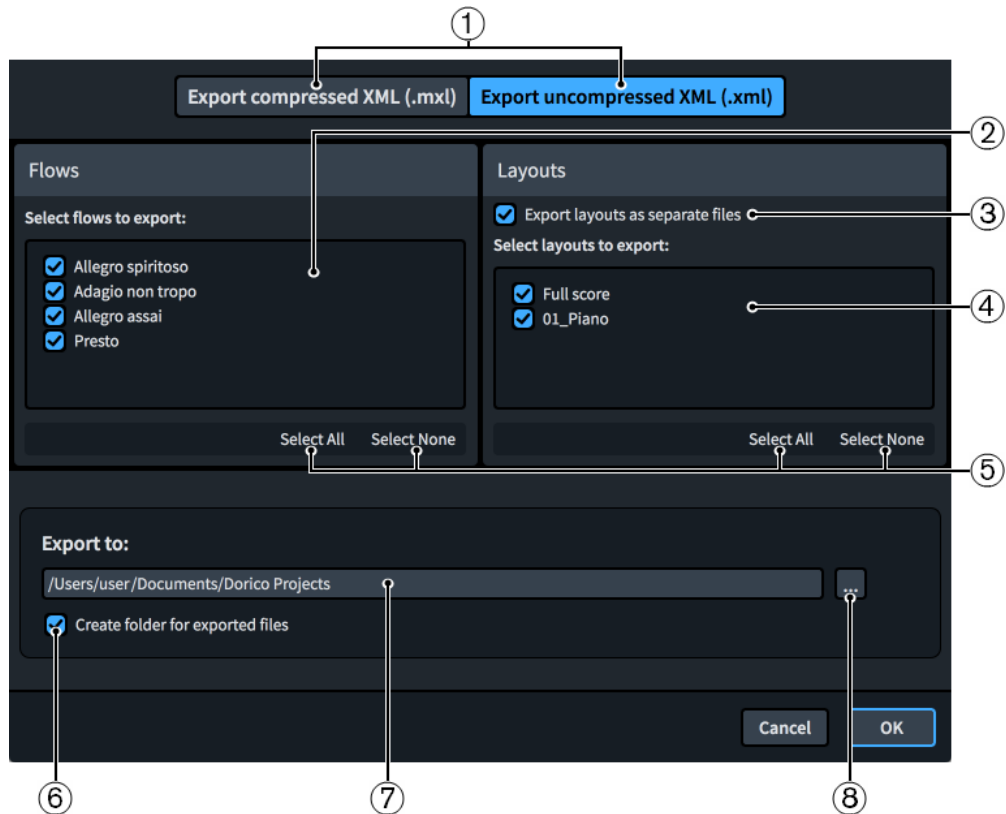 ①
Export compressed XML (.mxl) Export uncompressed XML (.xml)
②
Flows
Select flows to export:
Allegro spiritoso
Adagio non tropo
Allegro assai
Presto
Select All Select None
Layouts
Export layouts as separate files
③
Select layouts to export:
Full score
01_Piano
④
Select All Select None
⑤
Export to:
/Users/user/Documents/Dorico Projects
...
Create folder for exported files
Cancel OK
⑥ ⑦ ⑧